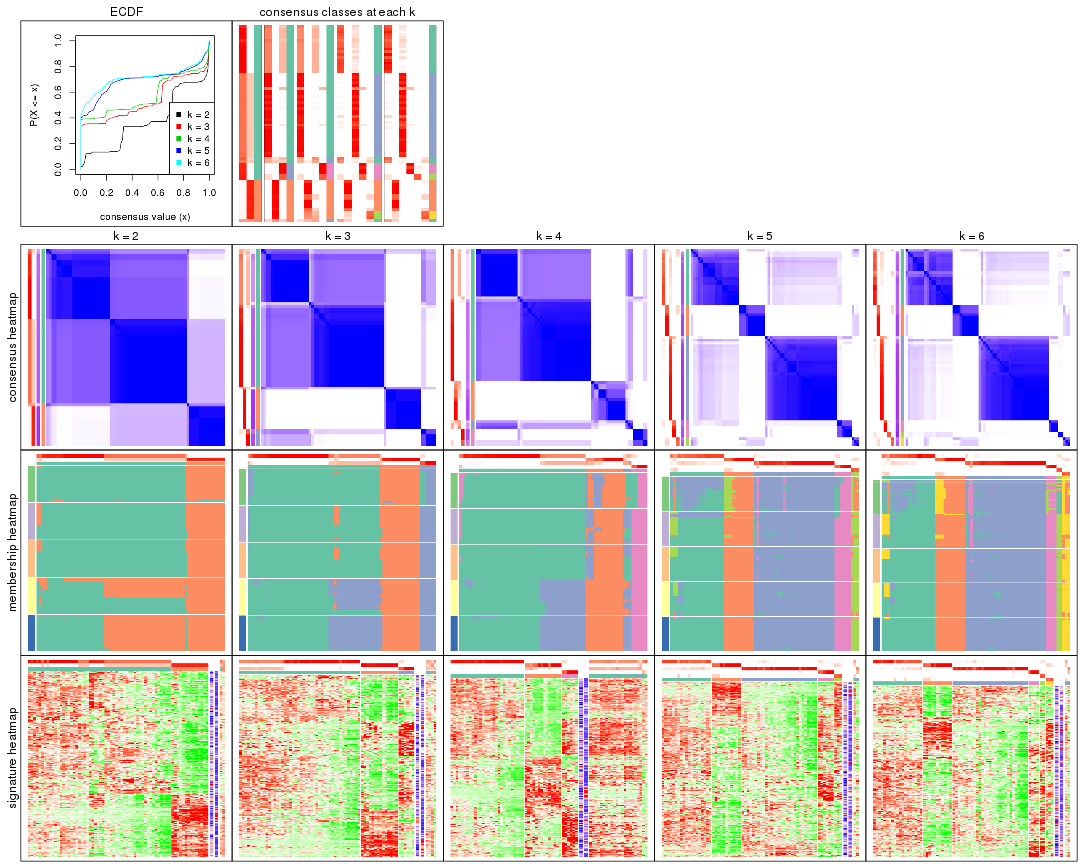 ECDF
consensus classes at each k
P(X <= x)
1.0
0.8
0.6
0.4
0.2
0.0
k = 2
k = 3
k = 4
k = 5
k = 6
0.0 0.2 0.4 0.6 0.8 1.0
consensus value (x)
k = 2 k = 3 k = 4 k = 5 k = 6
consensus heatmap
membership heatmap
signature heatmap